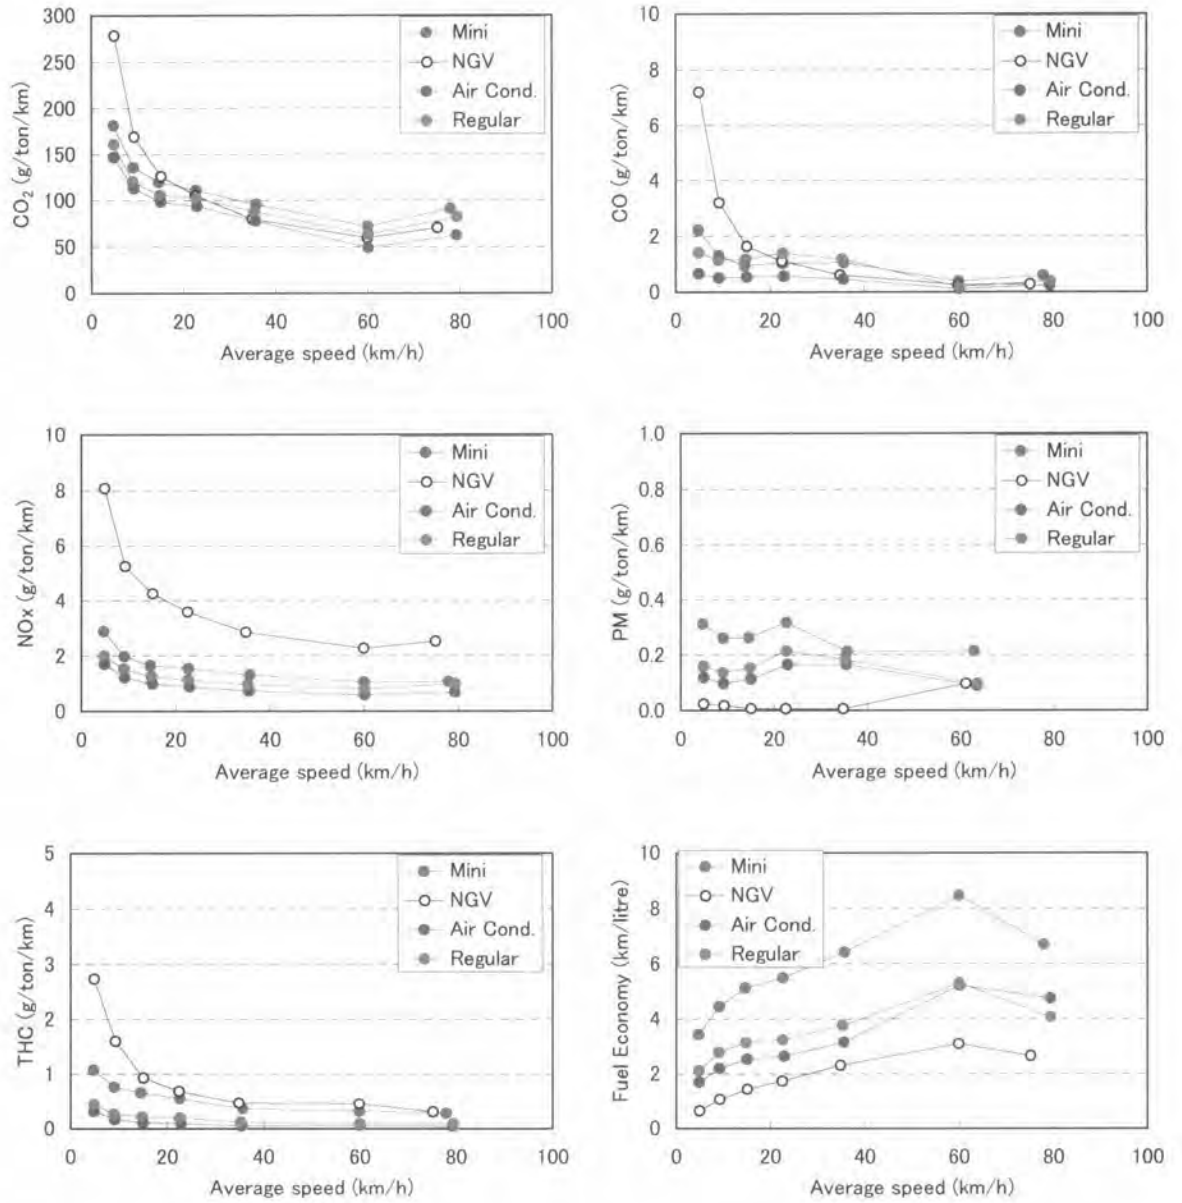 300
250
200
150
100
50
0
CO₂ (g/ton/km)
Mini
NGV
Air Cond.
Regular
0 20 40 60 80 100
Average speed (km/h)
10
8
6
4
2
0
CO (g/ton/km)
Mini
NGV
Air Cond.
Regular
0 20 40 60 80 100
Average speed (km/h)
10
8
6
4
2
0
NOx (g/ton/km)
Mini
NGV
Air Cond.
Regular
0 20 40 60 80 100
Average speed (km/h)
1.0
0.8
0.6
0.4
0.2
0.0
PM (g/ton/km)
Mini
NGV
Air Cond.
Regular
0 20 40 60 80 100
Average speed (km/h)
5
4
3
2
1
0
THC (g/ton/km)
Mini
NGV
Air Cond.
Regular
0 20 40 60 80 100
Average speed (km/h)
10
8
6
4
2
0
Fuel Economy (km/litre)
Mini
NGV
Air Cond.
Regular
0 20 40 60 80 100
Average speed (km/h)